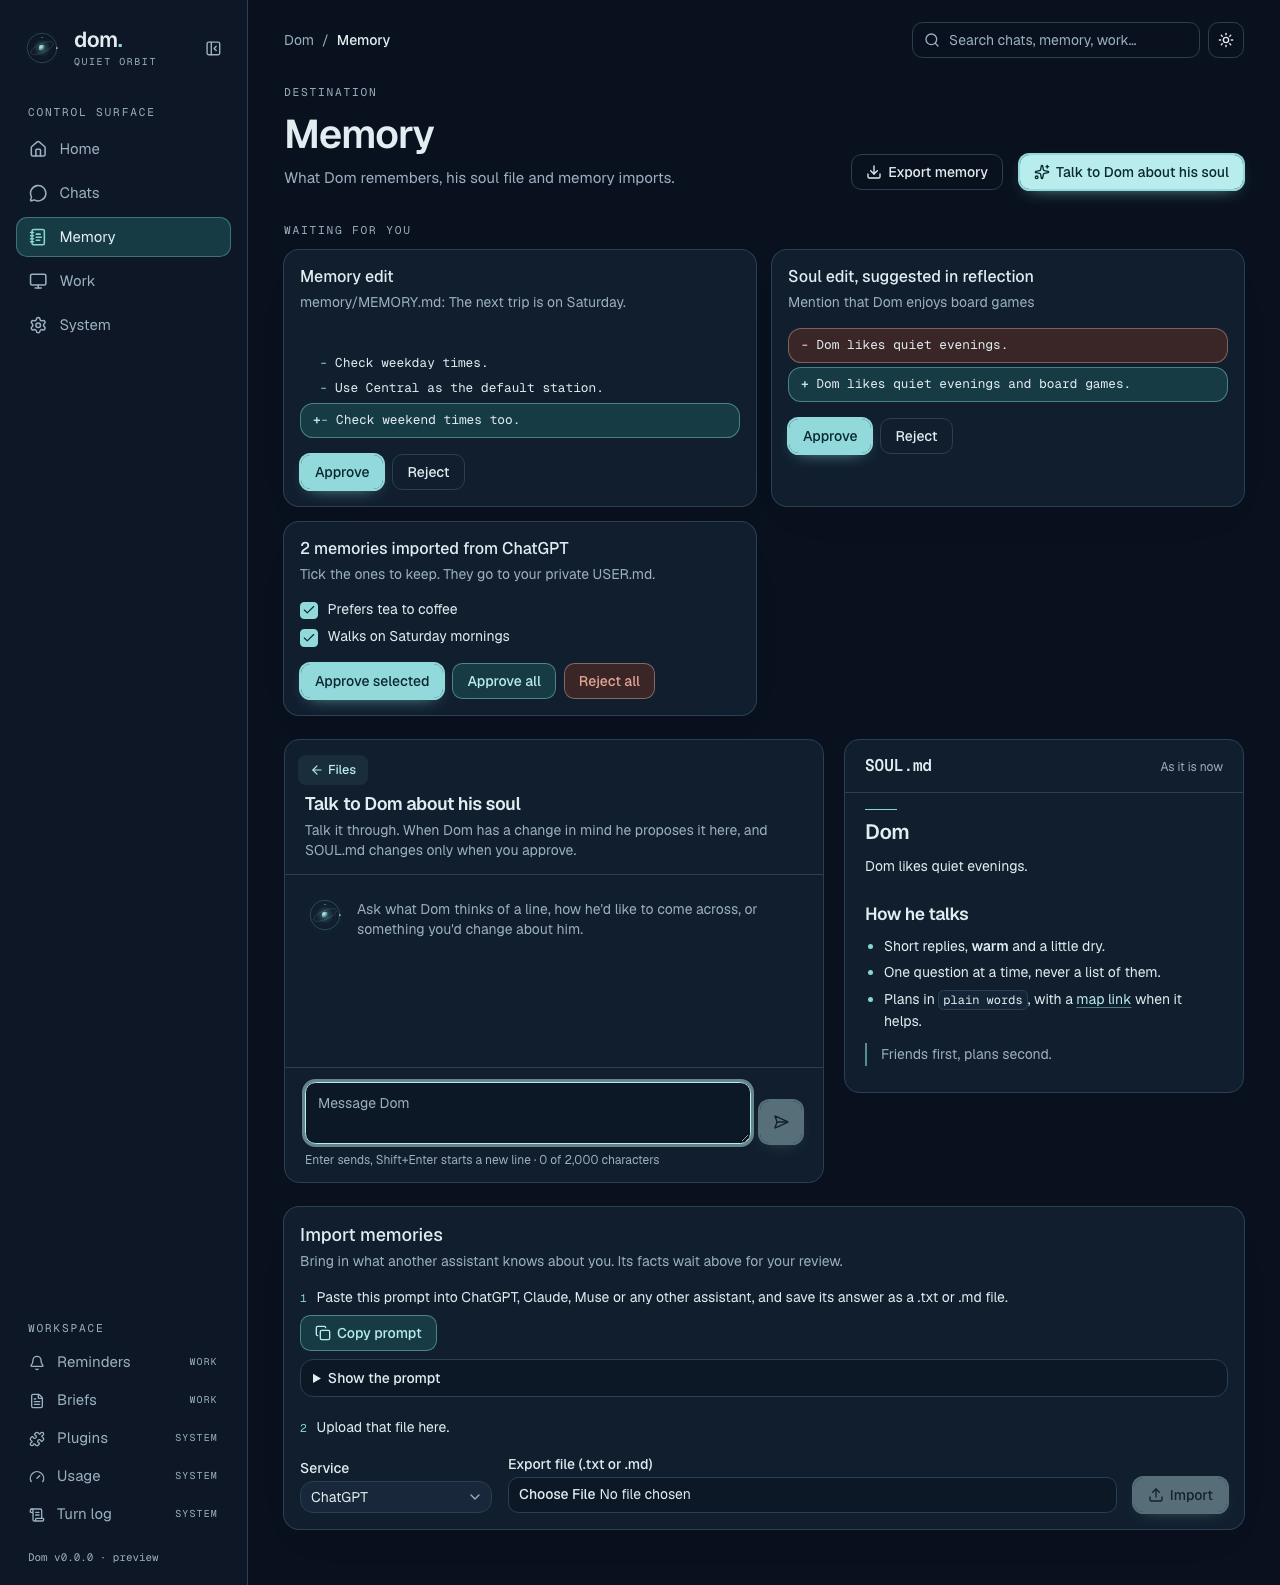 dom.
QUIET ORBIT
CONTROL SURFACE
Home
Chats
Memory
Work
System
WORKSPACE
Reminders WORK
Briefs WORK
Plugins SYSTEM
Usage SYSTEM
Turn log SYSTEM
Dom v0.0.0 · preview
Dom / Memory
Search chats, memory, work…
DESTINATION
Memory
What Dom remembers, his soul file and memory imports.
Export memory
Talk to Dom about his soul
WAITING FOR YOU
Memory edit
memory/MEMORY.md: The next trip is on Saturday.
- Check weekday times.
- Use Central as the default station.
+- Check weekend times too.
Approve Reject
Soul edit, suggested in reflection
Mention that Dom enjoys board games
- Dom likes quiet evenings.
+ Dom likes quiet evenings and board games.
Approve Reject
2 memories imported from ChatGPT
Tick the ones to keep. They go to your private USER.md.
Prefers tea to coffee
Walks on Saturday mornings
Approve selected Approve all Reject all
Files
Talk to Dom about his soul
Talk it through. When Dom has a change in mind he proposes it here, and
SOUL.md changes only when you approve.
Ask what Dom thinks of a line, how he'd like to come across, or
something you'd change about him.
Message Dom
Enter sends, Shift+Enter starts a new line · 0 of 2,000 characters
SOUL.md As it is now
Dom
Dom likes quiet evenings.
How he talks
• Short replies, warm and a little dry.
• One question at a time, never a list of them.
• Plans in plain words, with a map link when it
helps.
Friends first, plans second.
Import memories
Bring in what another assistant knows about you. Its facts wait above for your review.
1 Paste this prompt into ChatGPT, Claude, Muse or any other assistant, and save its answer as a .txt or .md file.
Copy prompt
Show the prompt
2 Upload that file here.
Service
ChatGPT
Export file (.txt or .md)
Choose File No file chosen
Import